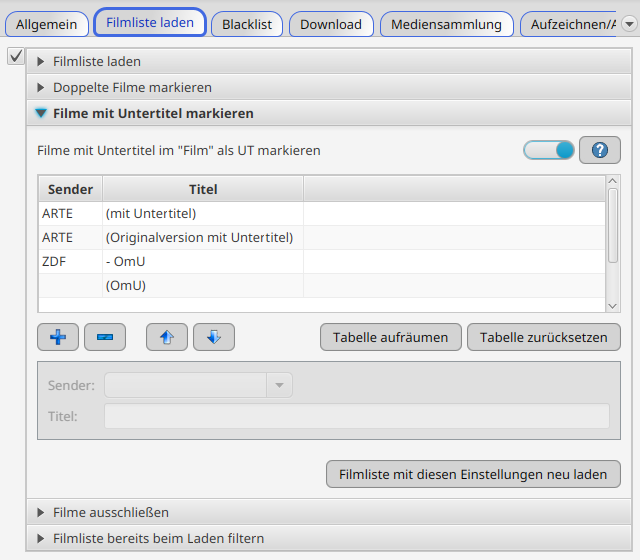 Allgemein Filmliste laden Blacklist Download Mediensammlung Aufzeichnen/A
Filmliste laden
Doppelte Filme markieren
Filme mit Untertitel markieren
Filme mit Untertitel im "Film" als UT markieren
Sender Titel
ARTE (mit Untertitel)
ARTE (Originalversion mit Untertitel)
ZDF - OmU
(OmU)
Tabelle aufräumen Tabelle zurücksetzen
Sender:
Titel:
Filmliste mit diesen Einstellungen neu laden
Filme ausschließen
Filmliste bereits beim Laden filtern